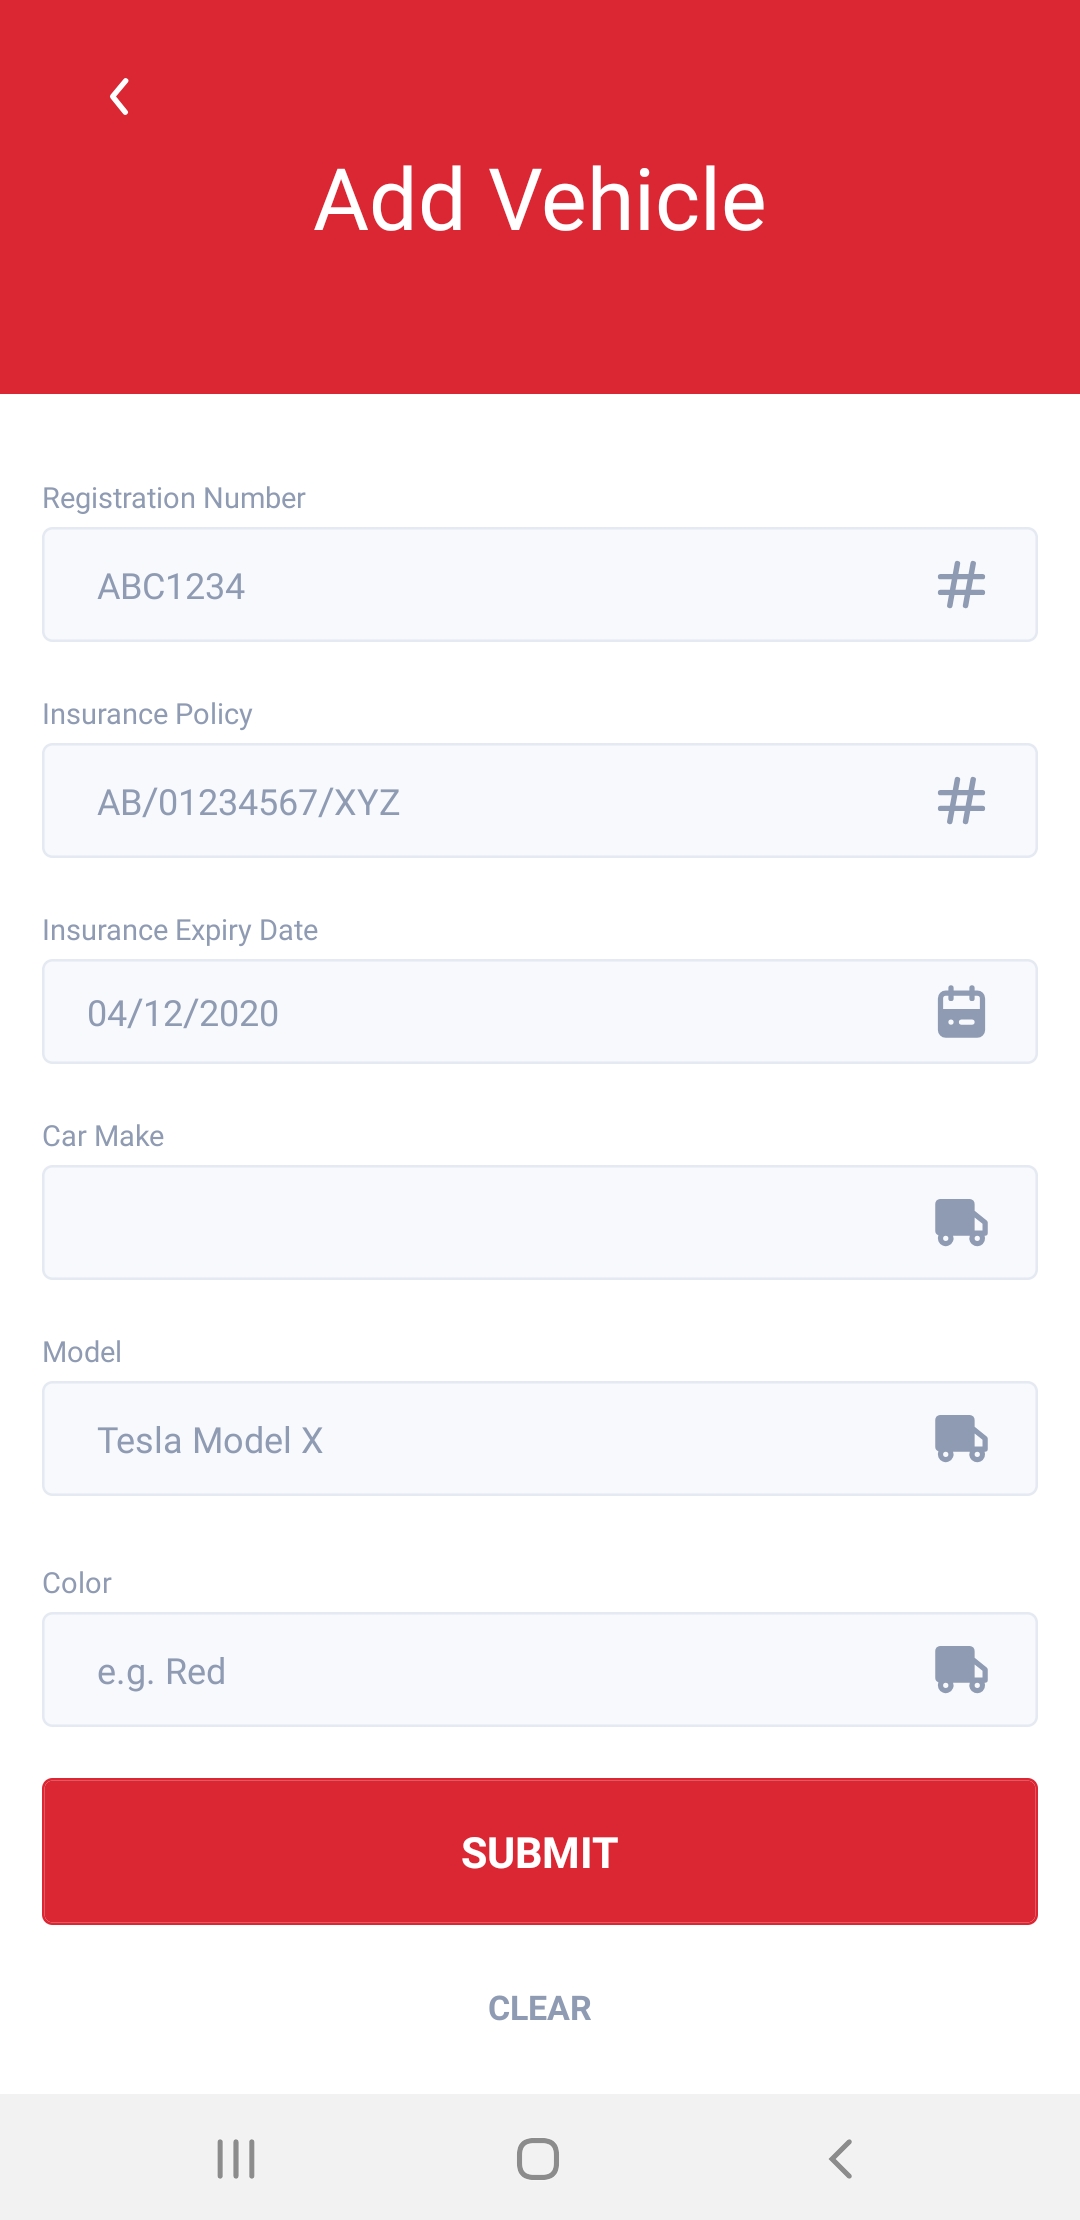 Add Vehicle
Registration Number
ABC1234
Insurance Policy
AB/01234567/XYZ
Insurance Expiry Date
04/12/2020
Car Make
Model
Tesla Model X
Color
e.g. Red
SUBMIT
CLEAR